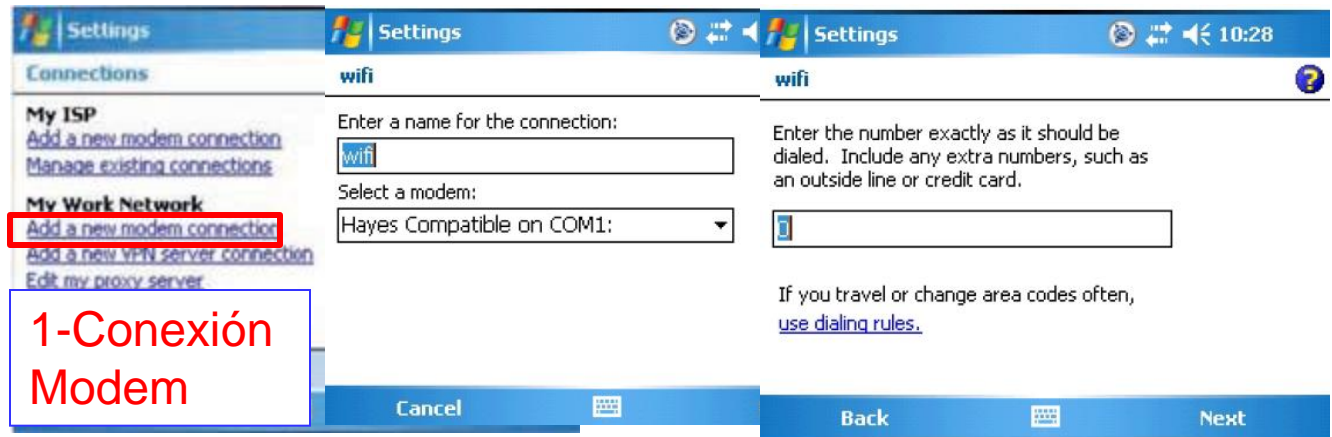 Settings
Connections
My ISP
Add a new modem connection
Manage existing connections
My Work Network
Add a new modem connection
Add a new VPN server connection
Edit my proxy server
1-Conexión
Modem
Settings
wifi
Enter a name for the connection:
wifi
Select a modem:
Hayes Compatible on COM1:
Cancel
Settings
10:28
wifi
Enter the number exactly as it should be
dialed. Include any extra numbers, such as
an outside line or credit card.
If you travel or change area codes often,
use dialing rules.
Back
Next